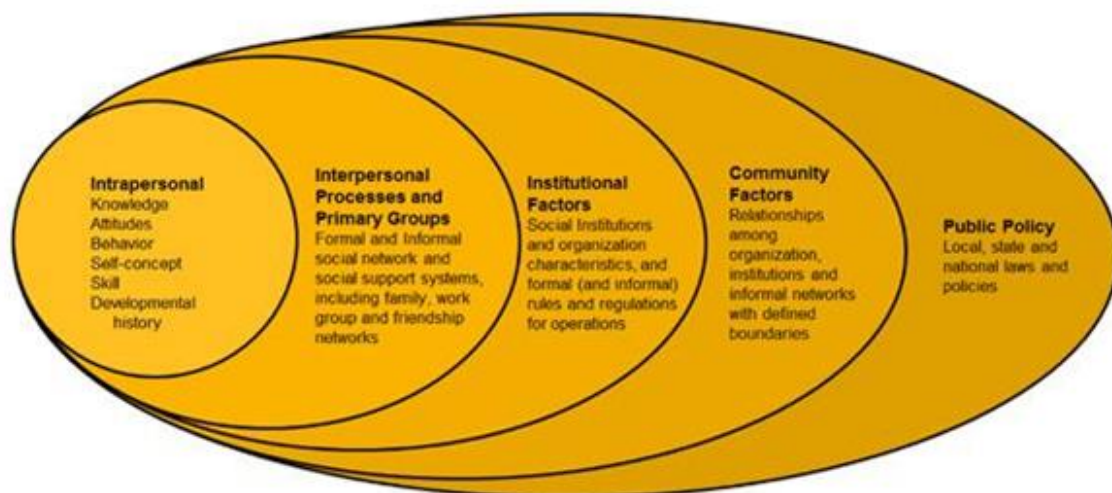 Intrapersonal
Knowledge
Attitudes
Behavior
Self-concept
Skill
Developmental
history
Interpersonal
Processes and
Primary Groups
Formal and Informal
social network and
social support systems,
including family, work
group and friendship
networks
Institutional
Factors
Social Institutions
and organization
characteristics, and
formal (and informal)
rules and regulations
for operations
Community
Factors
Relationships
among
organization,
institutions and
informal networks
with defined
boundaries
Public Policy
Local, state and
national laws and
policies